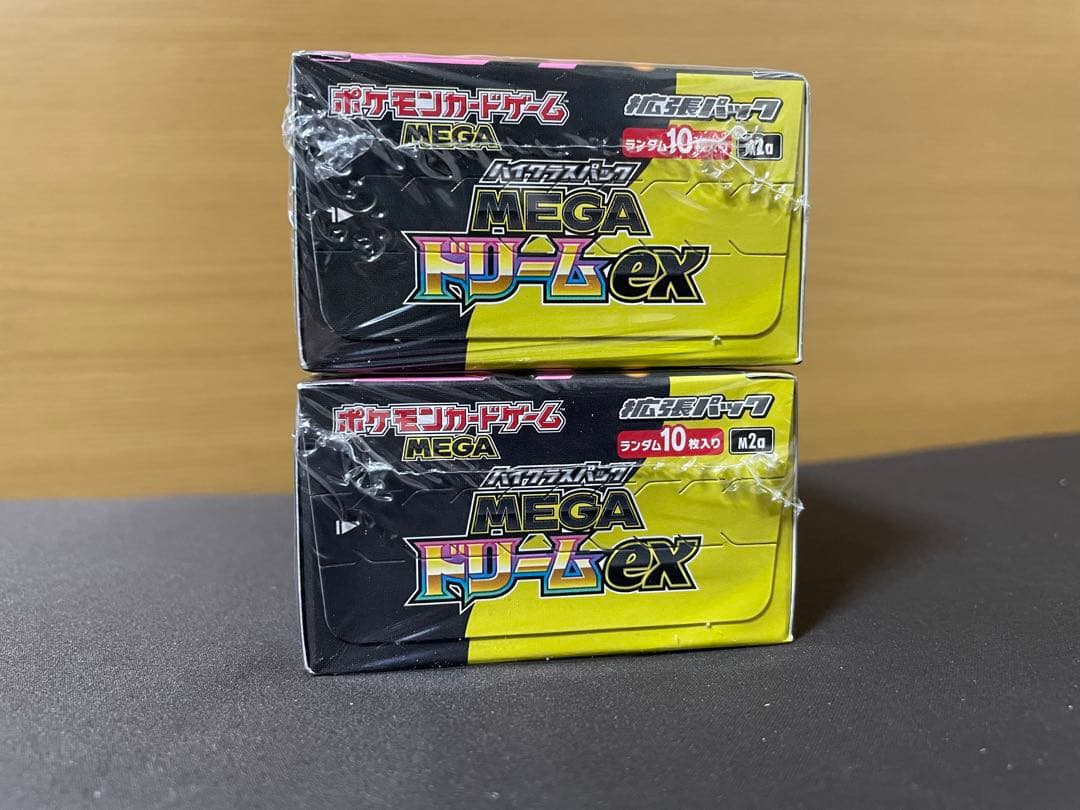 ポケモンカードゲーム
MEGA
拡張パック
ランダム10枚入り
M2a
ハイクラスパック
MEGA
ドリームex
ポケモンカードゲーム
MEGA
拡張パック
ランダム10枚入り
M2a
ハイクラスパック
MEGA
ドリームex